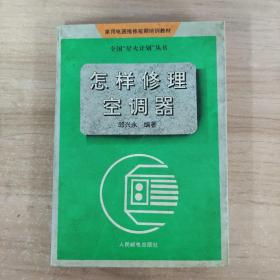 家用电器维修短期培训教材
全国“星火计划”丛书
怎样修理
空调器
邱兴永 编著
人民邮电出版社